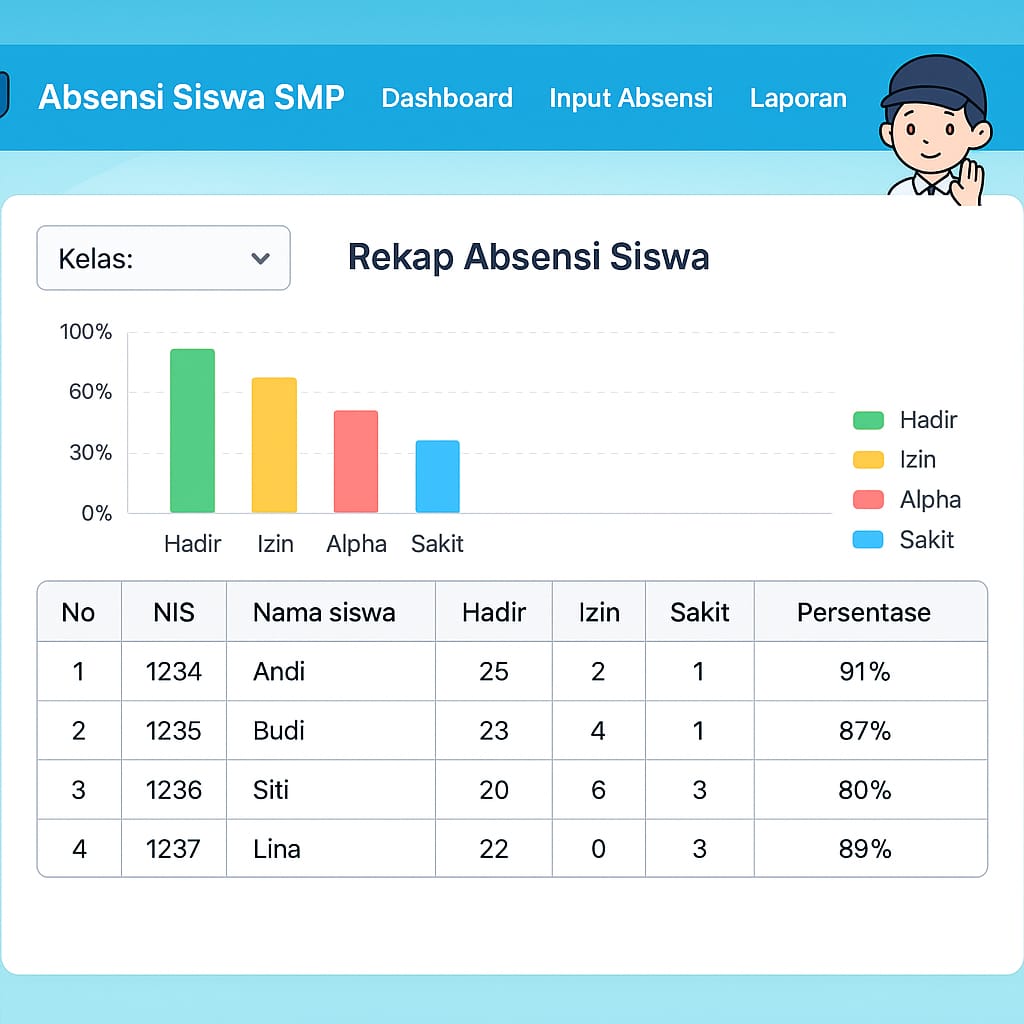 Absensi Siswa SMP Dashboard Input Absensi Laporan
Kelas: Rekap Absensi Siswa
100%
60%
30%
0%
Hadir Izin Alpha Sakit
Hadir
Izin
Alpha
Sakit
No NIS Nama siswa Hadir Izin Sakit Persentase
1 1234 Andi 25 2 1 91%
2 1235 Budi 23 4 1 87%
3 1236 Siti 20 6 3 80%
4 1237 Lina 22 0 3 89%